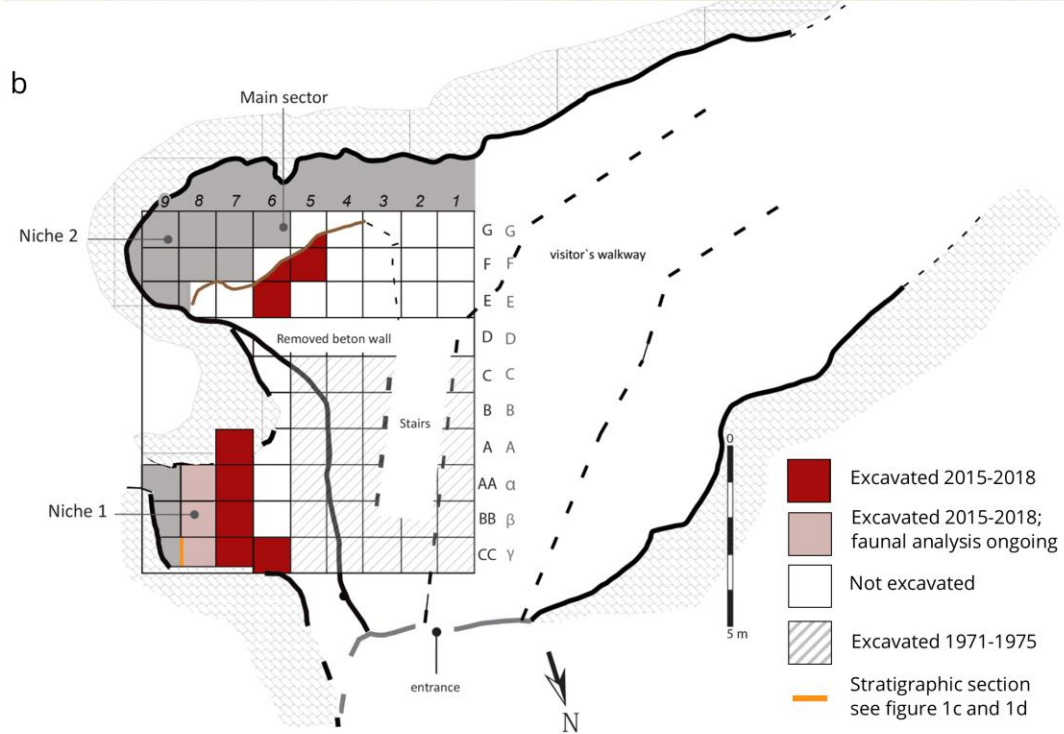 b
Main sector
9 8 7 6 5 4 3 2 1
Niche 2
G G
F F
visitor`s walkway
E E
Removed beton wall
D D
C C
B B
Stairs
A A
0
AA α
Niche 1
BB β
CC γ
5 m
entrance
N
Excavated 2015-2018
Excavated 2015-2018;
faunal analysis ongoing
Not excavated
Excavated 1971-1975
Stratigraphic section
see figure 1c and 1d